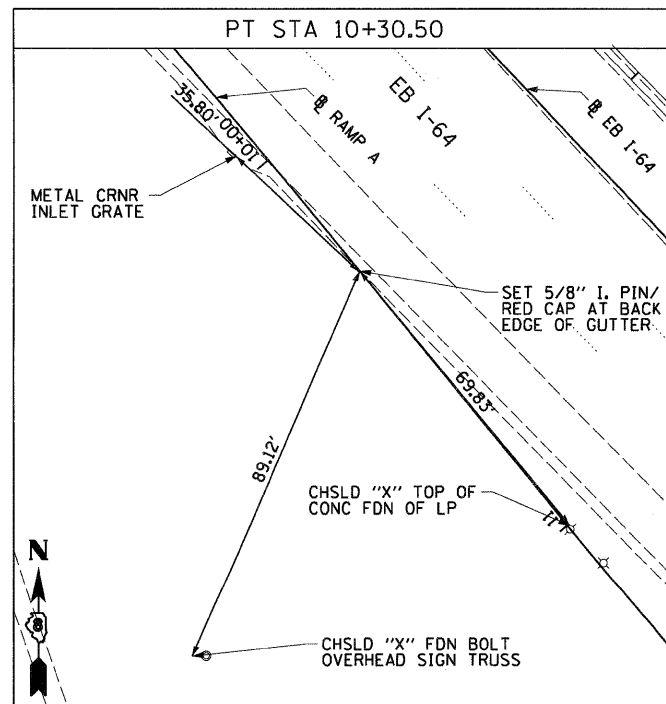 PT STA 10+30.50
EB I-64
℄ RAMP A
℄ EB I-64
35.80'
10+00
METAL CRNR
INLET GRATE
SET 5/8" I. PIN/
RED CAP AT BACK
EDGE OF GUTTER
69.83'
89.12'
CHSLD "X" TOP OF
CONC FDN OF LP
N
8
CHSLD "X" FDN BOLT
OVERHEAD SIGN TRUSS